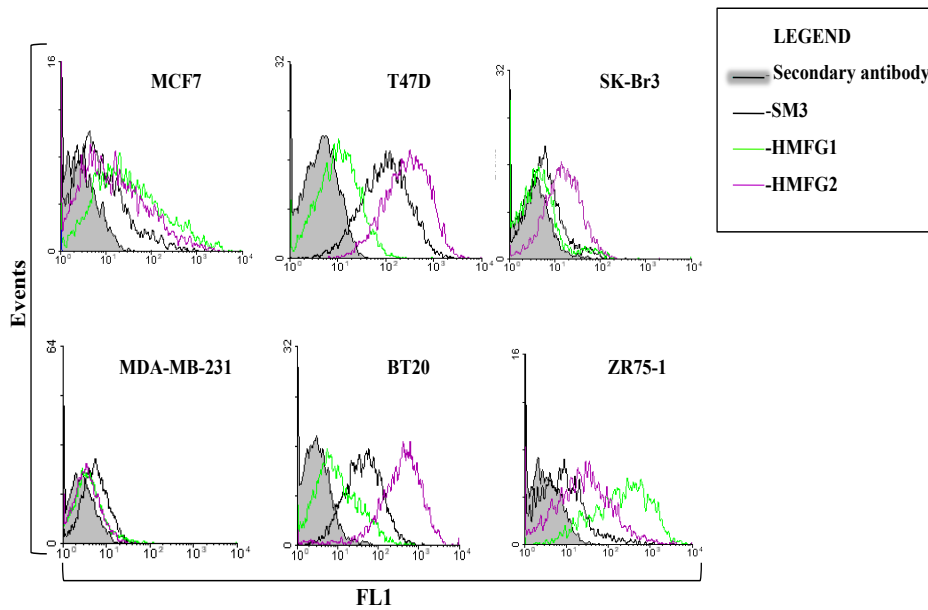 LEGEND
-Secondary antibody
-SM3
-HMFG1
-HMFG2
Events
MCF7
16
0
10⁰ 10¹ 10² 10³ 10⁴
T47D
32
0
10⁰ 10¹ 10² 10³ 10⁴
SK-Br3
32
0
10⁰ 10¹ 10² 10³ 10⁴
MDA-MB-231
64
0
10⁰ 10¹ 10² 10³ 10⁴
BT20
32
0
10⁰ 10¹ 10² 10³ 10⁴
ZR75-1
16
0
10⁰ 10¹ 10² 10³ 10⁴
FL1